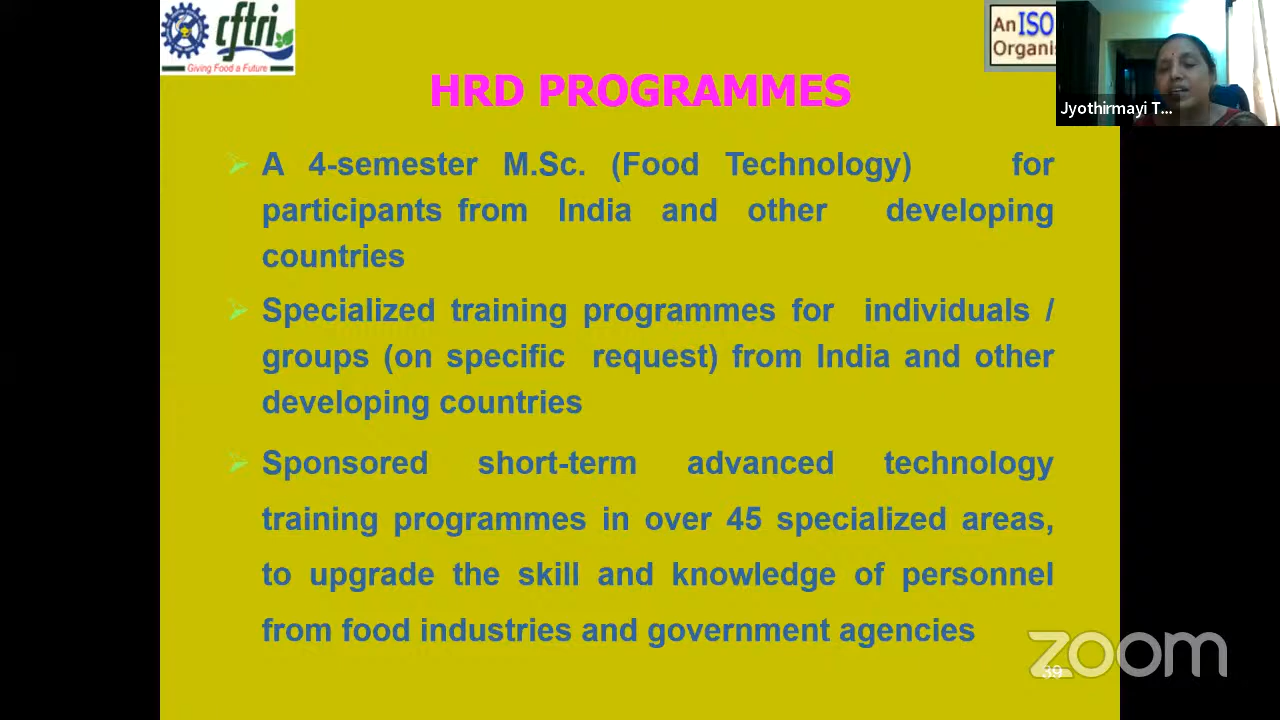 cftri
Giving Food a Future
An ISO
Organis
Jyothirmayi T...
HRD PROGRAMMES
A 4-semester M.Sc. (Food Technology) for
participants from India and other developing
countries
Specialized training programmes for individuals /
groups (on specific request) from India and other
developing countries
Sponsored short-term advanced technology
training programmes in over 45 specialized areas,
to upgrade the skill and knowledge of personnel
from food industries and government agencies
zoom
39